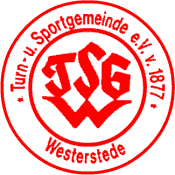 * Turn- u. Sportgemeinde e.V. v. 1877 *
TSG
W
Westerstede